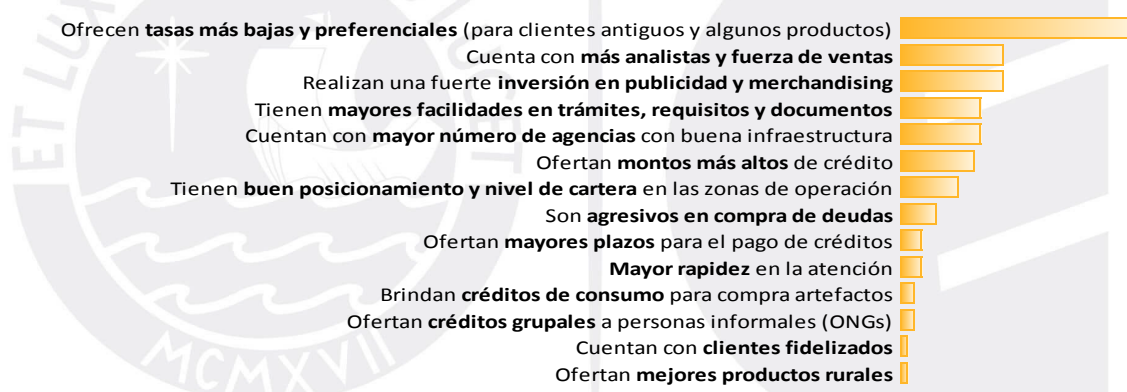 Ofrecen tasas más bajas y preferenciales (para clientes antiguos y algunos productos)
Cuenta con más analistas y fuerza de ventas
Realizan una fuerte inversión en publicidad y merchandising
Tienen mayores facilidades en trámites, requisitos y documentos
Cuentan con mayor número de agencias con buena infraestructura
Ofertan montos más altos de crédito
Tienen buen posicionamiento y nivel de cartera en las zonas de operación
Son agresivos en compra de deudas
Ofertan mayores plazos para el pago de créditos
Mayor rapidez en la atención
Brindan créditos de consumo para compra artefactos
Ofertan créditos grupales a personas informales (ONGs)
Cuentan con clientes fidelizados
Ofertan mejores productos rurales
ET LUX
MCMXVII